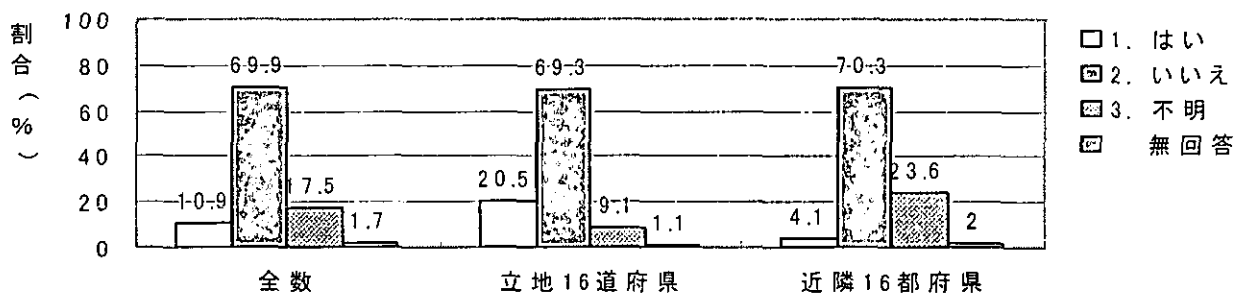 割合(%)
100
80
60
40
20
0
10.9
69.9
17.5
1.7
20.5
69.3
9.1
1.1
4.1
70.3
23.6
2
全数
立地16道府県
近隣16都府県
1. はい
2. いいえ
3. 不明
無回答